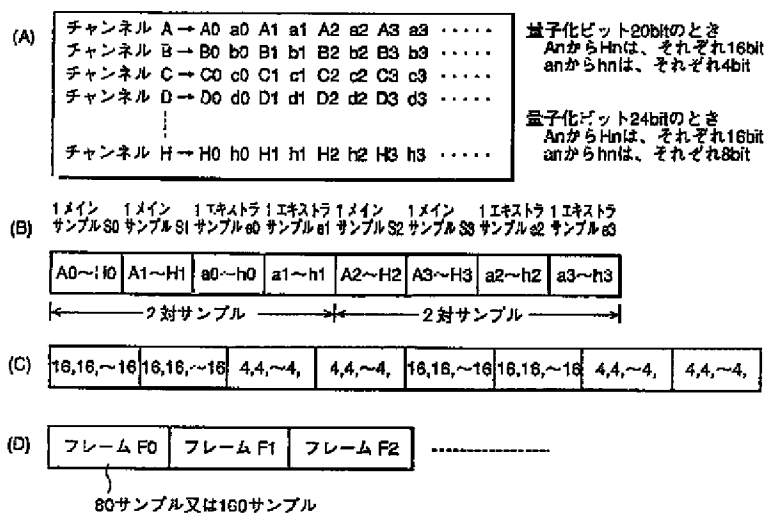 (A)
チャンネル A → A0 a0 A1 a1 A2 a2 A3 a3 ·····
チャンネル B → B0 b0 B1 b1 B2 b2 B3 b3 ·····
チャンネル C → C0 c0 C1 c1 C2 c2 C3 c3 ·····
チャンネル D → D0 d0 D1 d1 D2 d2 D3 d3 ·····
チャンネル H → H0 h0 H1 h1 H2 h2 H3 h3 ·····
量子化ビット20bitのとき
AnからHnは、それぞれ16bit
anからhnは、それぞれ4bit
量子化ビット24bitのとき
AnからHnは、それぞれ16bit
anからhnは、それぞれ8bit
(B)
1メイン 1メイン 1エキストラ 1エキストラ 1メイン 1メイン 1エキストラ 1エキストラ
サンプルS0 サンプルS1 サンプルe0 サンプルe1 サンプルS2 サンプルS3 サンプルe2 サンプルe3
A0～H0 A1～H1 a0～h0 a1～h1 A2～H2 A3～H3 a2～h2 a3～h3
2対サンプル 2対サンプル
(C) 16,16,～16 16,16,～16 4,4,～4, 4,4,～4, 16,16,～16 16,16,～16 4,4,～4, 4,4,～4,
(D) フレーム F0 フレーム F1 フレーム F2 ················
80サンプル又は160サンプル